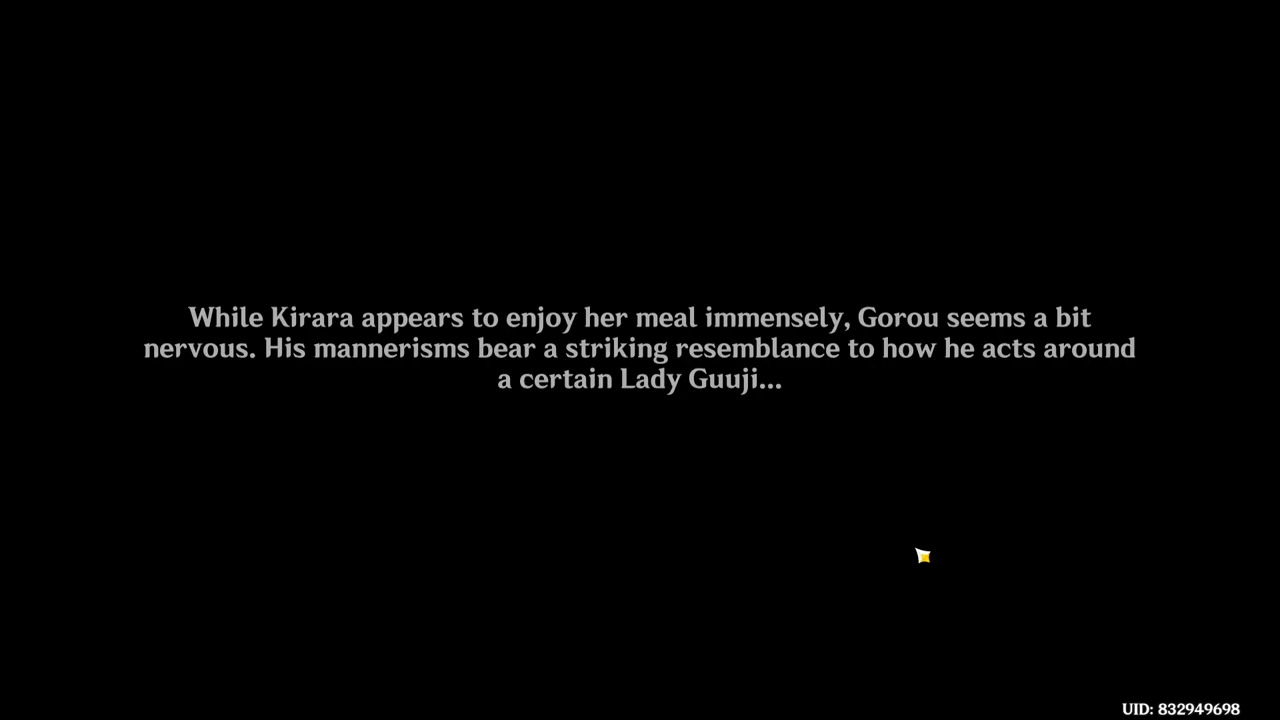 While Kirara appears to enjoy her meal immensely, Gorou seems a bit
nervous. His mannerisms bear a striking resemblance to how he acts around
a certain Lady Guuji...
UID: 832949698